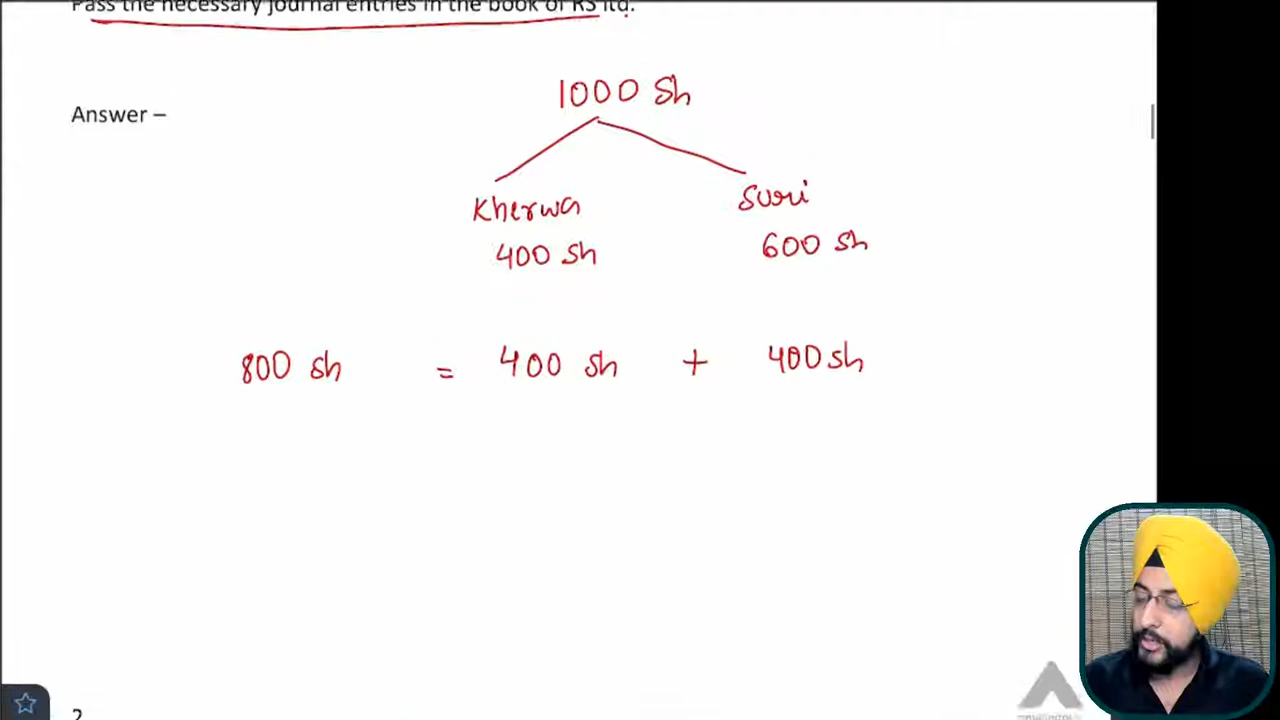 Pass the necessary journal entries in the book of RS ltd.
1000 Sh
Answer –
Kherwa Suri
400 Sh 600 Sh
800 sh = 400 sh + 400 sh
2